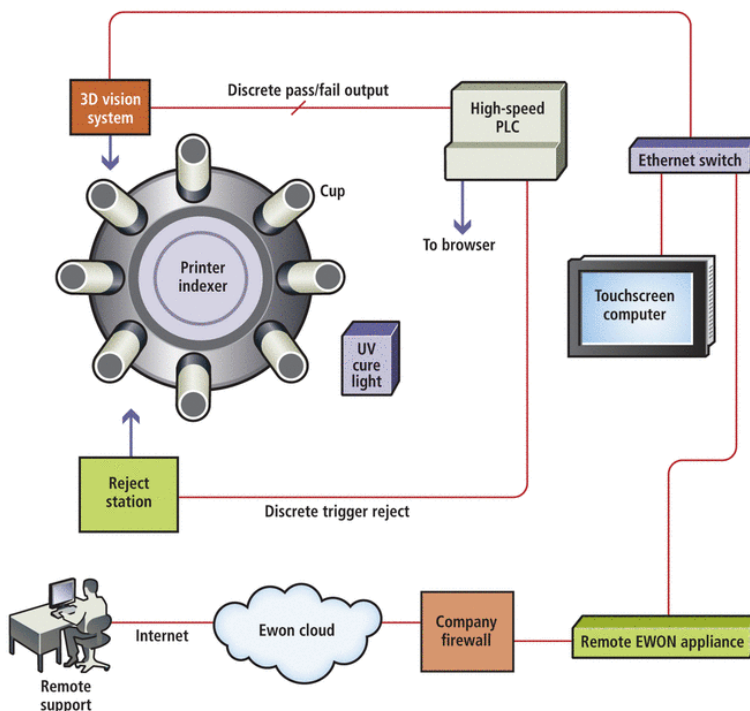 3D vision
system
Discrete pass/fail output
High-speed
PLC
Ethernet switch
Cup
To browser
Printer
indexer
Touchscreen
computer
UV
cure
light
Reject
station
Discrete trigger reject
Ewon cloud
Company
firewall
Internet
Remote EWON appliance
Remote
support